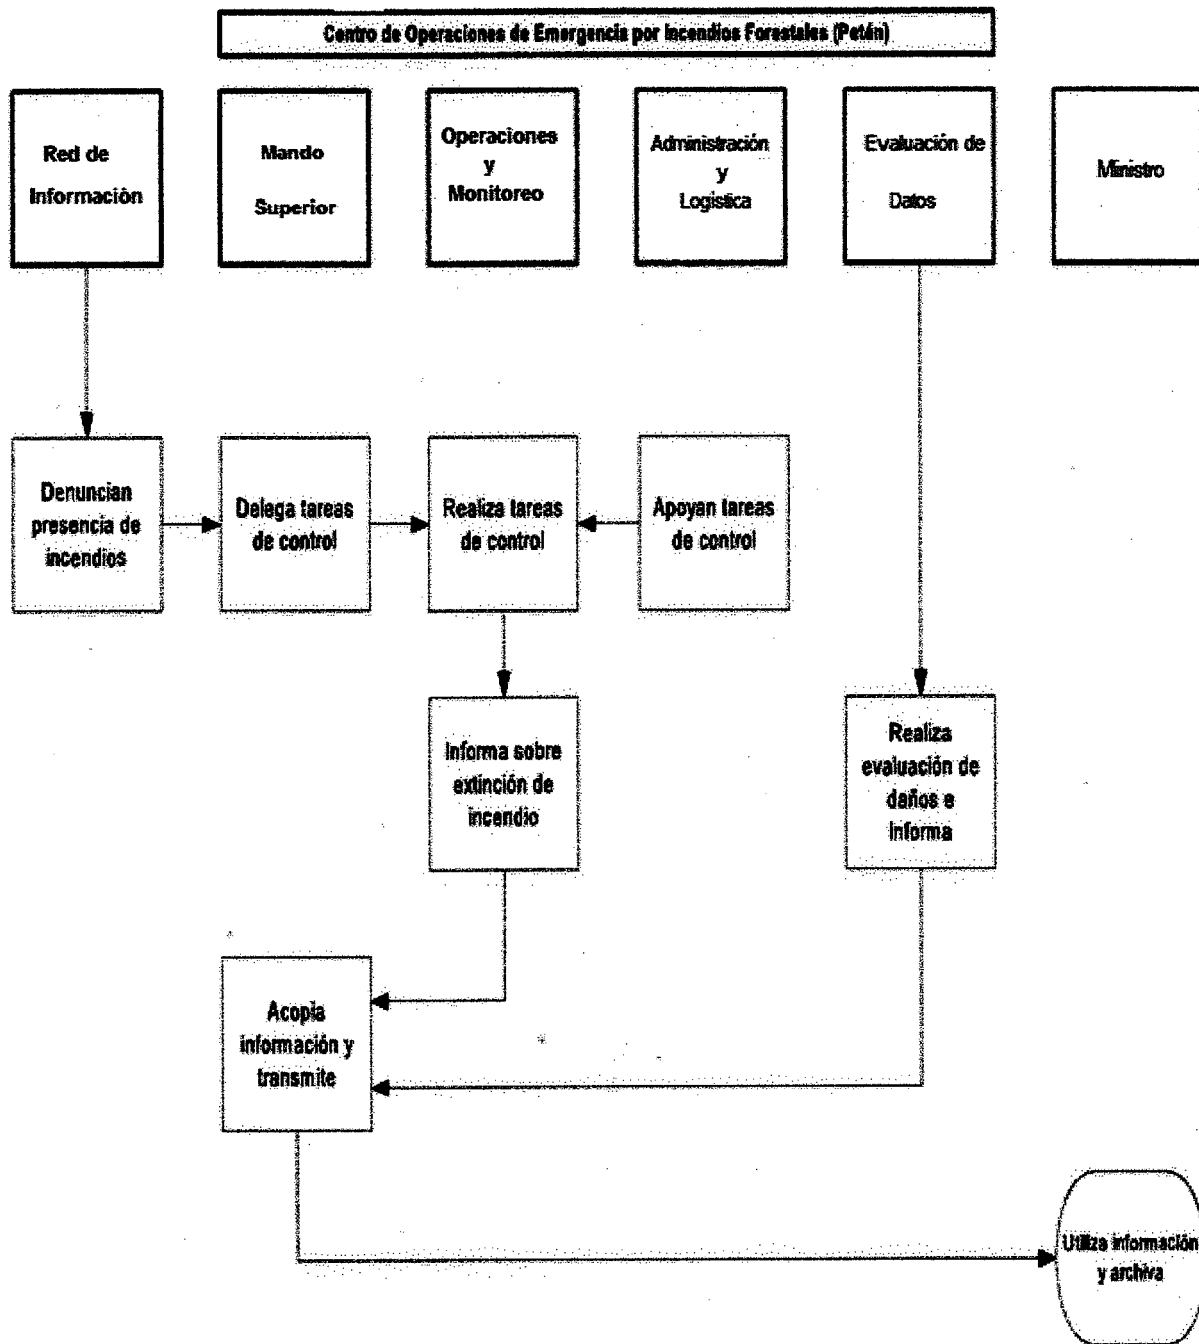 Centro de Operaciones de Emergencia por Incendios Forestales (Petén)
Red de
Información
Mando
Superior
Operaciones
y
Monitoreo
Administración
y
Logística
Evaluación de
Datos
Ministro
Denuncian
presencia de
incendios
Delega tareas
de control
Realiza tareas
de control
Apoyan tareas
de control
Informa sobre
extinción de
incendio
Realiza
evaluación de
daños e
informa
Acopia
información y
transmite
Utiliza información
y archiva